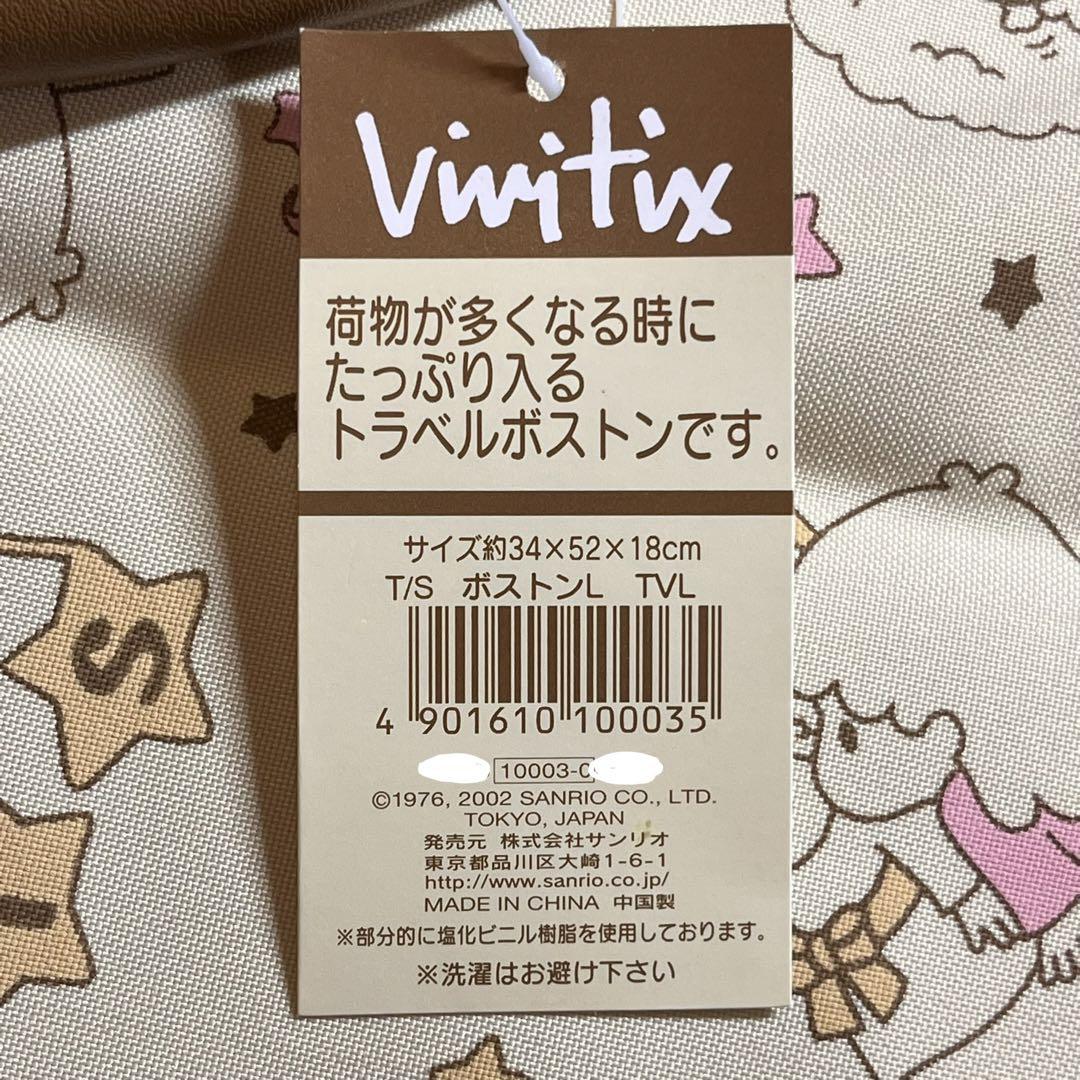 Vivitix
荷物が多くなる時に
たっぷり入る
トラベルボストンです。
サイズ約34×52×18cm
T/S ボストンL TVL
4 901610 100035
10003-0
©1976, 2002 SANRIO CO., LTD.
TOKYO, JAPAN
発売元 株式会社サンリオ
東京都品川区大崎1-6-1
http://www.sanrio.co.jp/
MADE IN CHINA 中国製
※部分的に塩化ビニル樹脂を使用しております。
※洗濯はお避け下さい
S
I